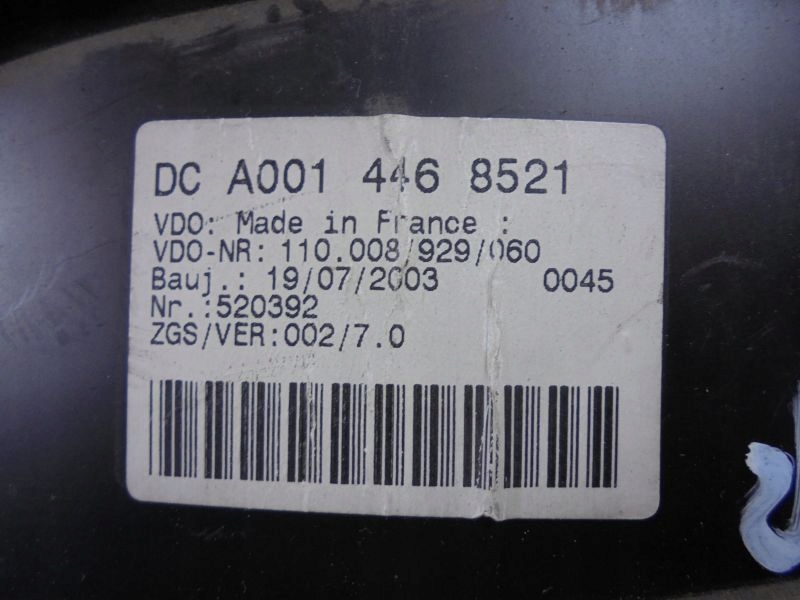 DC A001 446 8521
VDO: Made in France :
VDO-NR: 110.008/929/060
Bauj.: 19/07/2003 0045
Nr.:520392
ZGS/VER:002/7.0